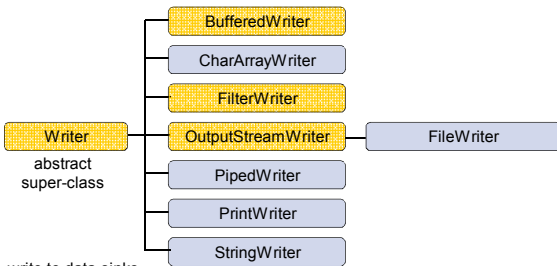 BufferedWriter
CharArrayWriter
FilterWriter
Writer
OutputStreamWriter
FileWriter
abstract
super-class
PipedWriter
PrintWriter
StringWriter
write to data sinks